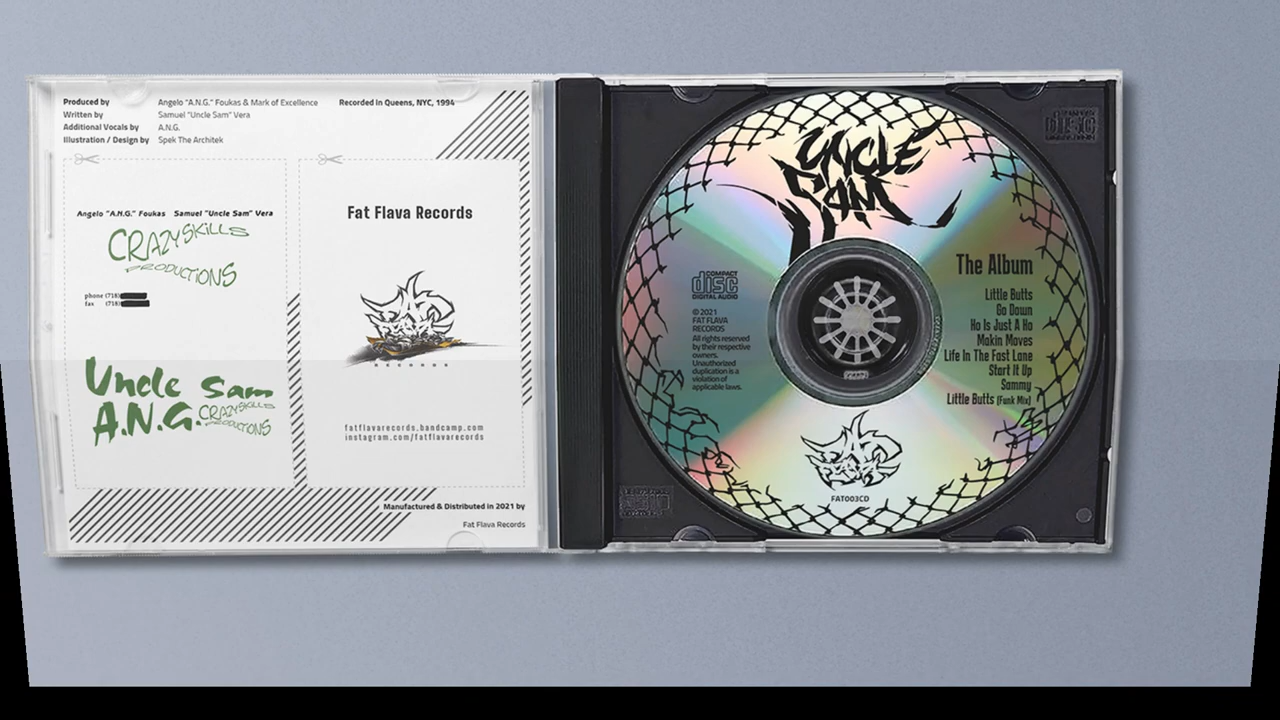 Produced by Angelo "A.N.G." Foukas & Mark of Excellence
Written by Samuel "Uncle Sam" Vera
Additional Vocals by A.N.G.
Illustration / Design by Spek The Architek
Recorded in Queens, NYC, 1994
Angelo "A.N.G." Foukas Samuel "Uncle Sam" Vera
CRAZY SKILLS
PRODUCTIONS
phone (718)
fax (718)
Uncle Sam
A.N.G. CRAZY SKILLS
PRODUCTIONS
Fat Flava Records
RECORDS
fatflavarecords.bandcamp.com
instagram.com/fatflavarecords
Manufactured & Distributed in 2021 by
Fat Flava Records
UNCLE
SAM
COMPACT
disc
DIGITAL AUDIO
© 2021
FAT FLAVA
RECORDS
All rights reserved
by their respective
owners.
Unauthorized
duplication is a
violation of
applicable laws.
The Album
Little Butts
Go Down
Ho Is Just A Ho
Makin Moves
Life In The Fast Lane
Start It Up
Sammy
Little Butts (Funk Mix)
FAT003CD